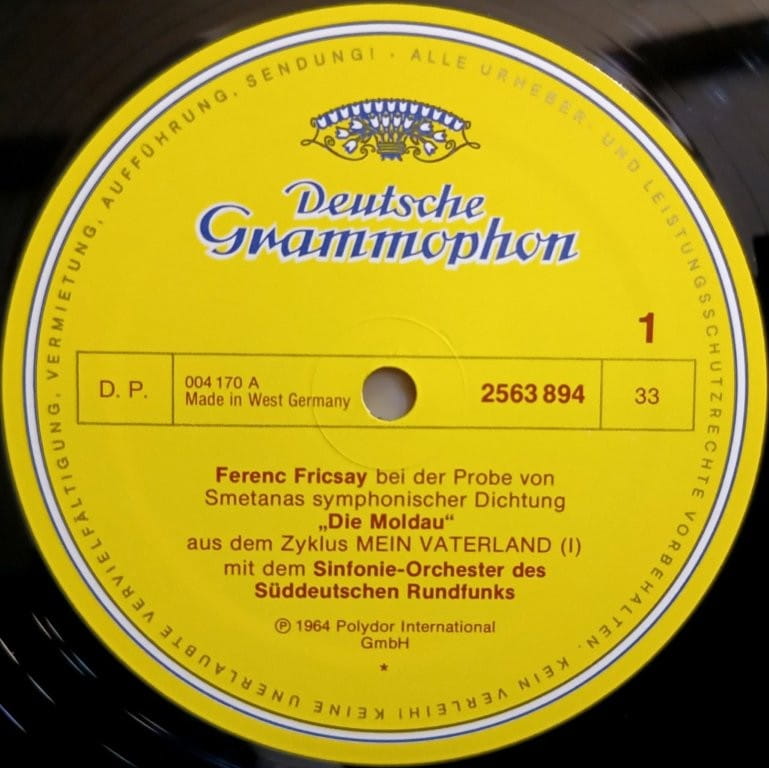 ALLE URHEBER- UND LEISTUNGSSCHUTZRECHTE VORBEHALTEN. KEIN VERLEIH! KEINE UNERLAUBTE VERVIELFÄLTIGUNG, VERMIETUNG, AUFFÜHRUNG, SENDUNG! ·
Deutsche
Grammophon
1
D. P.
004 170 A
Made in West Germany
2563 894
33
Ferenc Fricsay bei der Probe von
Smetanas symphonischer Dichtung
„Die Moldau“
aus dem Zyklus MEIN VATERLAND (I)
mit dem Sinfonie-Orchester des
Süddeutschen Rundfunks
Ⓟ 1964 Polydor International
GmbH
*